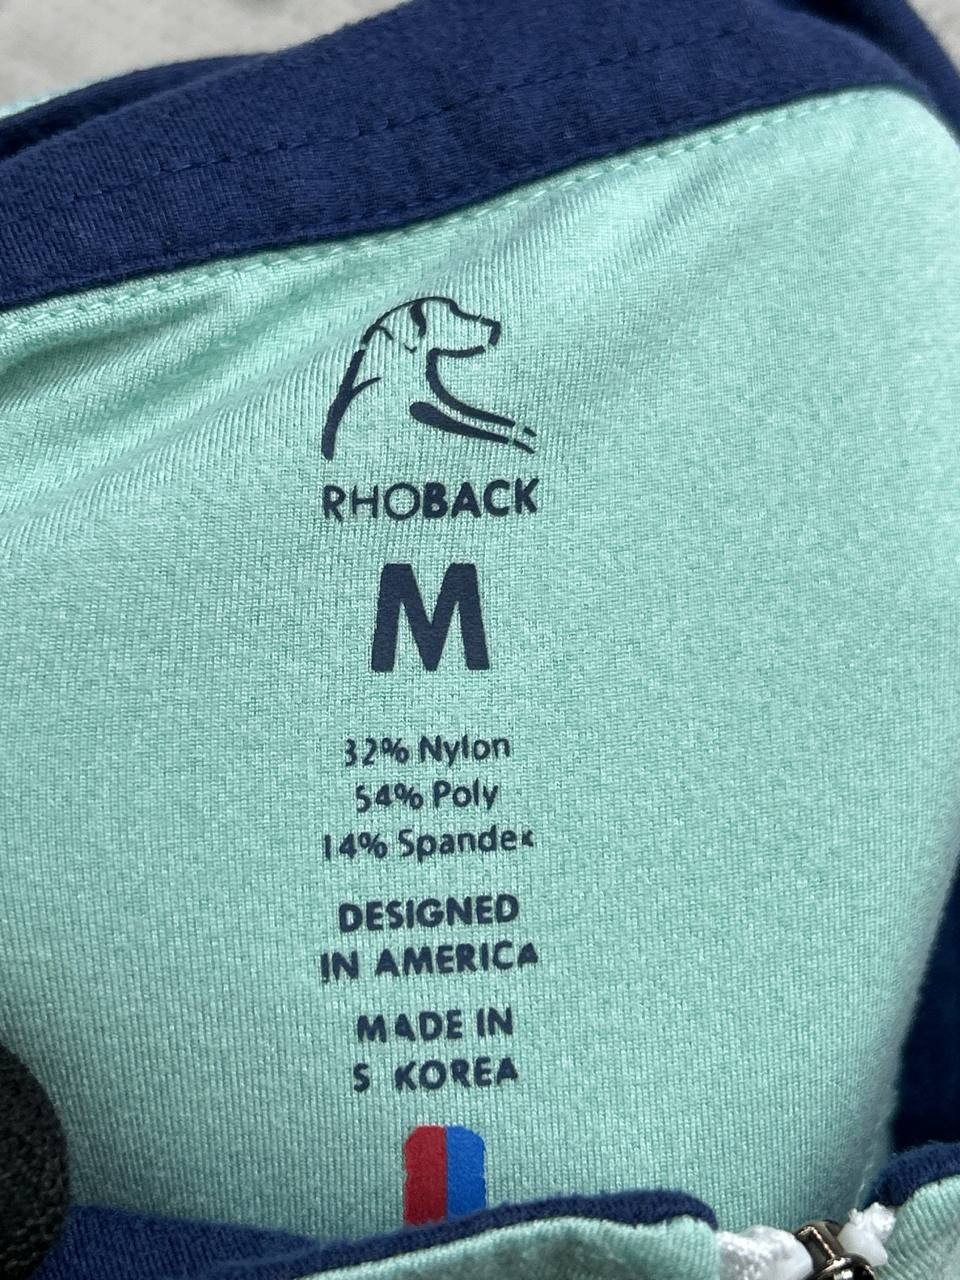 RHOBACK
M
32% Nylon
54% Poly
14% Spandex
DESIGNED
IN AMERICA
MADE IN
S KOREA